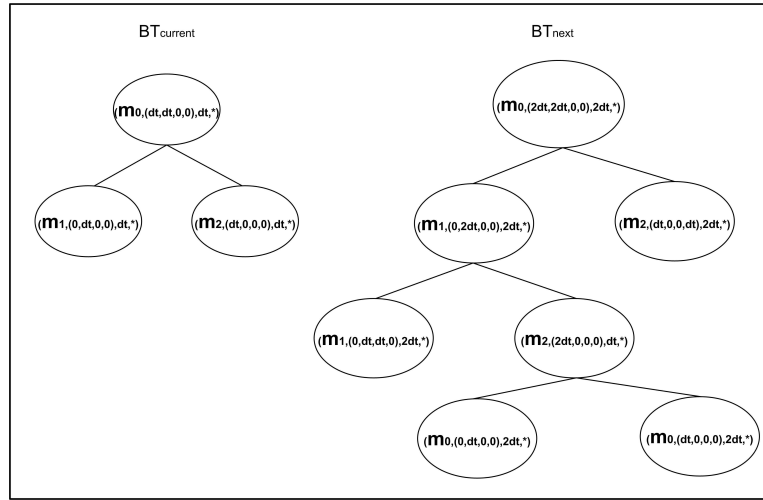 BTcurrent
BTnext
(m0,(dt,dt,0,0),dt,*)
(m0,(2dt,2dt,0,0),2dt,*)
(m1,(0,dt,0,0),dt,*)
(m2,(dt,0,0,0),dt,*)
(m1,(0,2dt,0,0),2dt,*)
(m2,(dt,0,0,dt),2dt,*)
(m1,(0,dt,dt,0),2dt,*)
(m2,(2dt,0,0,0),dt,*)
(m0,(0,dt,0,0),2dt,*)
(m0,(dt,0,0,0),2dt,*)